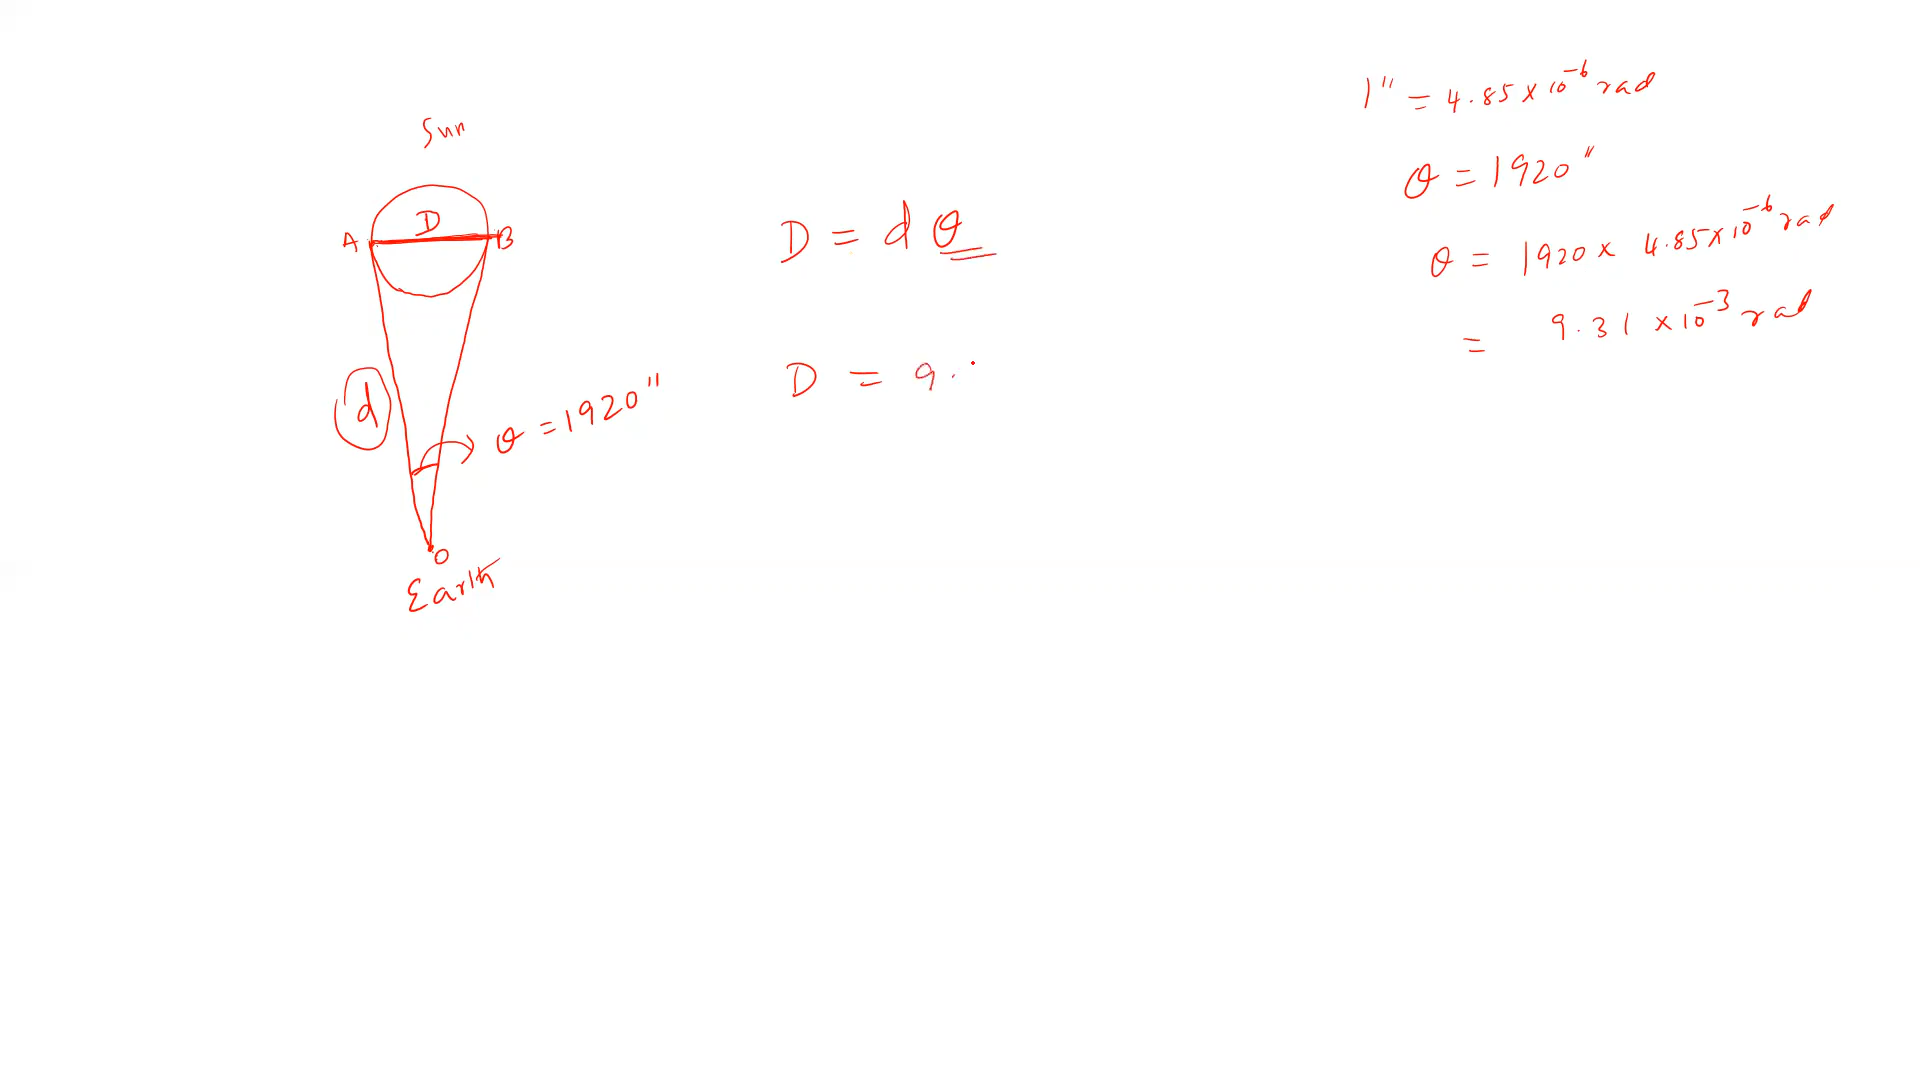 Sun
A D B
d
θ = 1920"
O
Earth
D = d θ
D = 9.
1" = 4.85 × 10⁻⁶ rad
θ = 1920"
θ = 1920 × 4.85 × 10⁻⁶ rad
= 9.31 × 10⁻³ rad